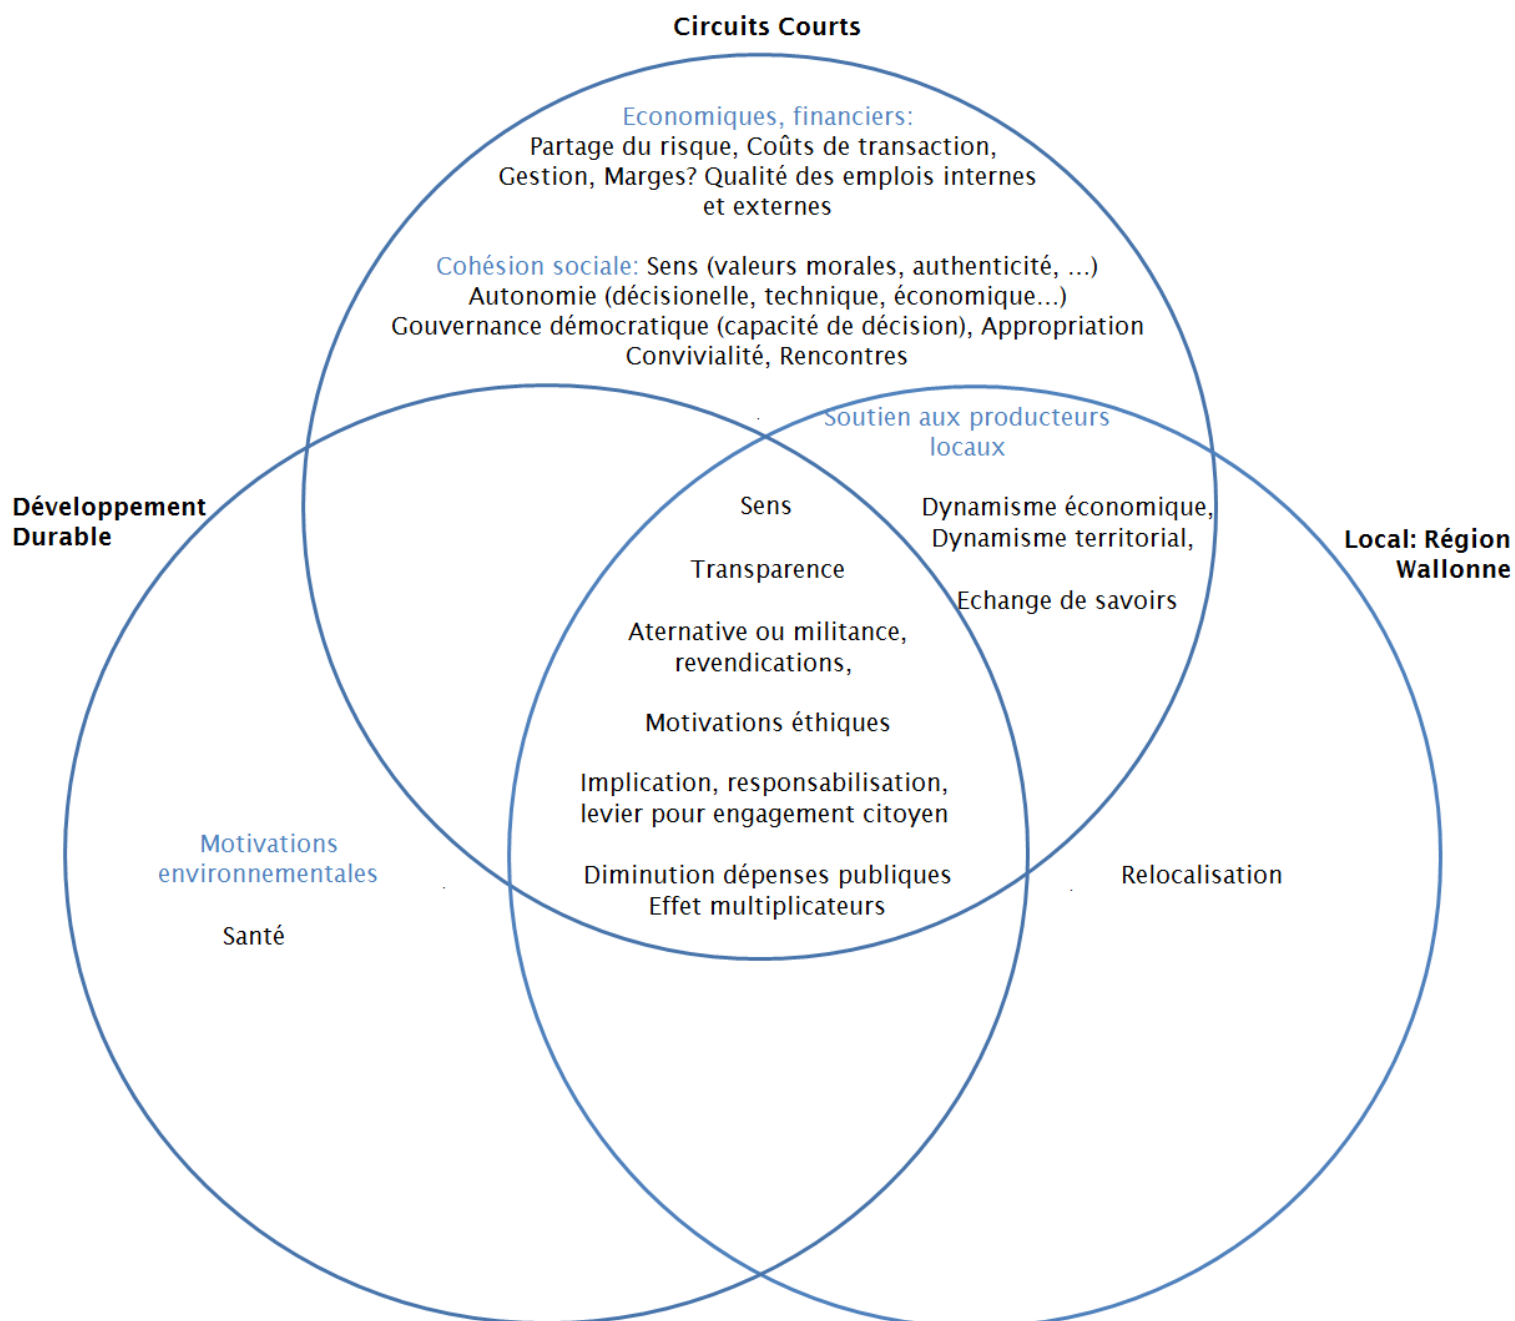 Circuits Courts
Economiques, financiers:
Partage du risque, Coûts de transaction,
Gestion, Marges? Qualité des emplois internes
et externes
Cohésion sociale: Sens (valeurs morales, authenticité, ...)
Autonomie (décisionelle, technique, économique...)
Gouvernance démocratique (capacité de décision), Appropriation
Convivialité, Rencontres
Soutien aux producteurs
locaux
Développement
Durable
Sens
Dynamisme économique,
Dynamisme territorial,
Local: Région
Wallonne
Transparence
Echange de savoirs
Aternative ou militance,
revendications,
Motivations éthiques
Implication, responsabilisation,
levier pour engagement citoyen
Motivations
environnementales
Diminution dépenses publiques
Effet multiplicateurs
Relocalisation
Santé